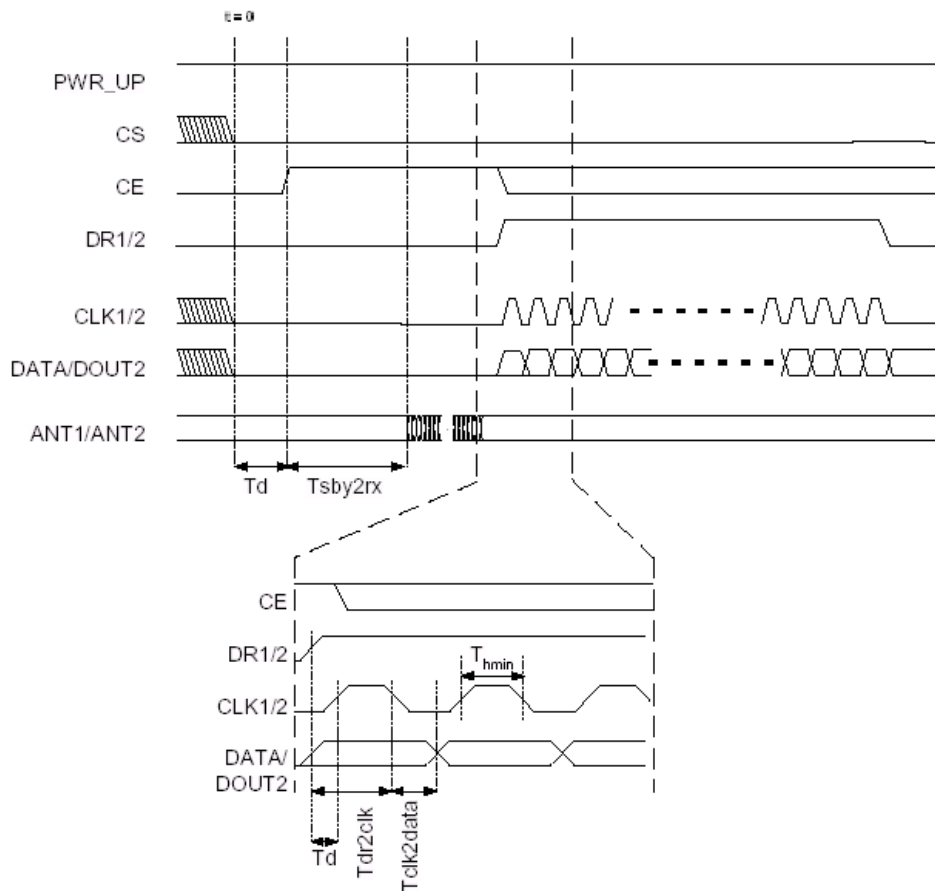 t = 0
PWR_UP
CS
CE
DR1/2
CLK1/2
DATA/DOUT2
ANT1/ANT2
Td
Tsby2rx
CE
DR1/2
Thmin
CLK1/2
DATA/
DOUT2
Td
Tdr2clk
Tclk2data